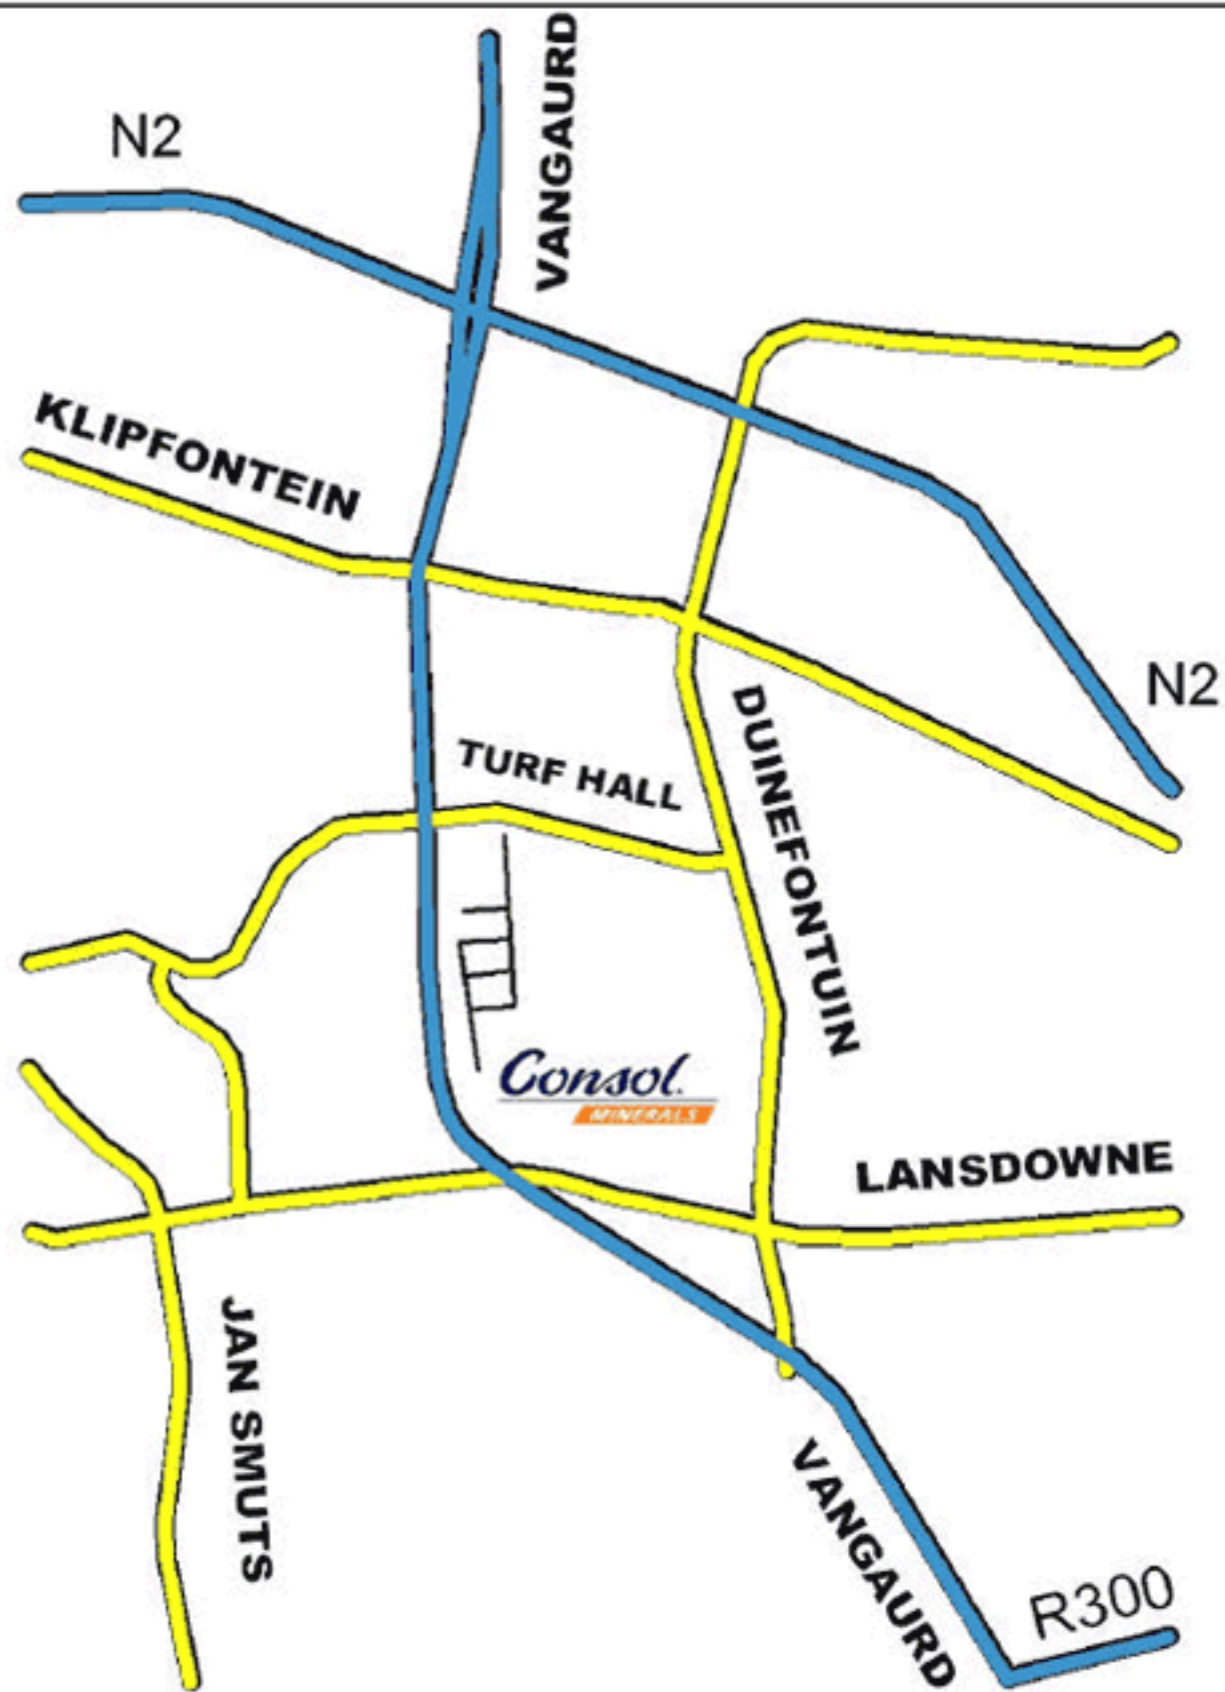 VANGAURD
N2
KLIPFONTEIN
N2
TURF HALL
DUINEFONTUIN
Consol
MINERALS
LANSDOWNE
JAN SMUTS
VANGAURD
R300